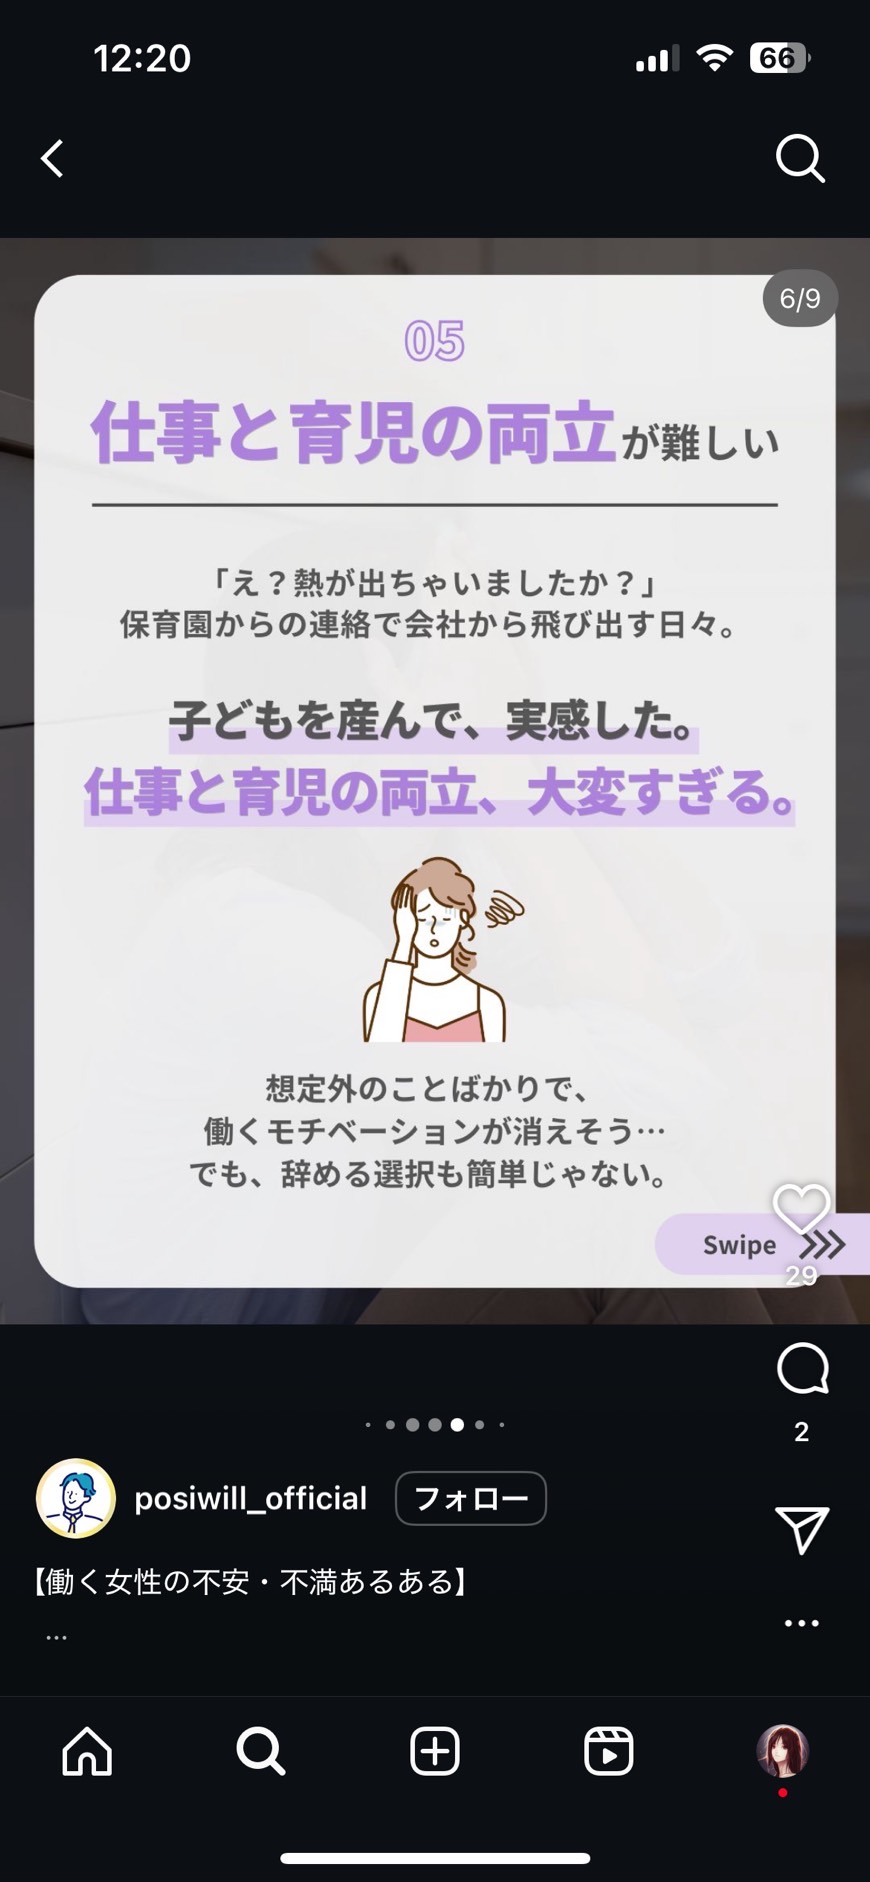 12:20
66
6/9
05
仕事と育児の両立が難しい
「え？熱が出ちゃいましたか？」
保育園からの連絡で会社から飛び出す日々。
子どもを産んで、実感した。
仕事と育児の両立、大変すぎる。
想定外のことばかりで、
働くモチベーションが消えそう…
でも、辞める選択も簡単じゃない。
Swipe
29
2
posiwill_official
フォロー
【働く女性の不安・不満あるある】
...